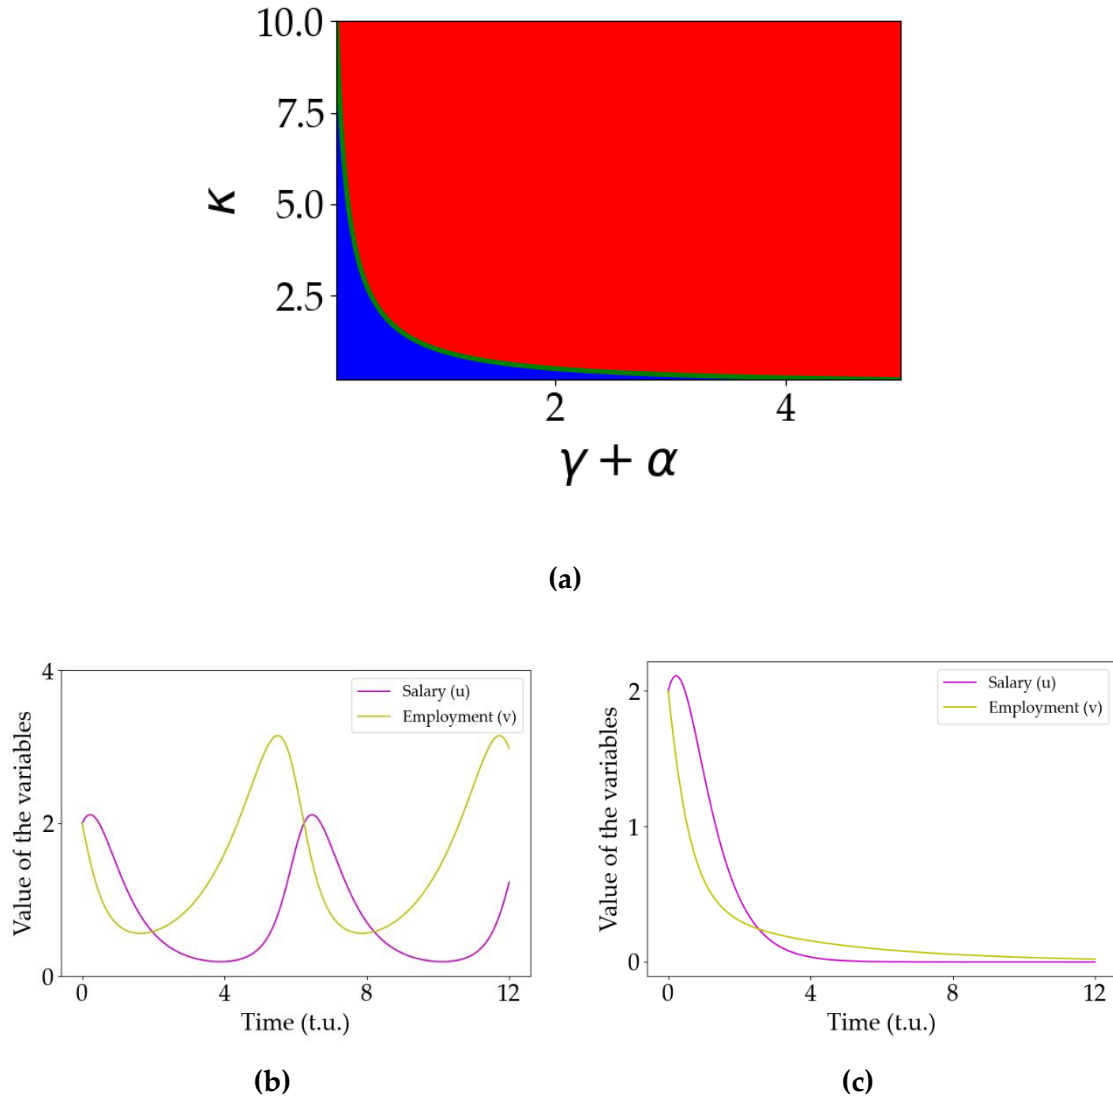 10.0
7.5
5.0
2.5
κ
2 4
γ + α
(a)
4
2
0
Value of the variables
Salary (u)
Employment (v)
0 4 8 12
Time (t.u.)
(b)
2
1
0
Value of the variables
Salary (u)
Employment (v)
0 4 8 12
Time (t.u.)
(c)